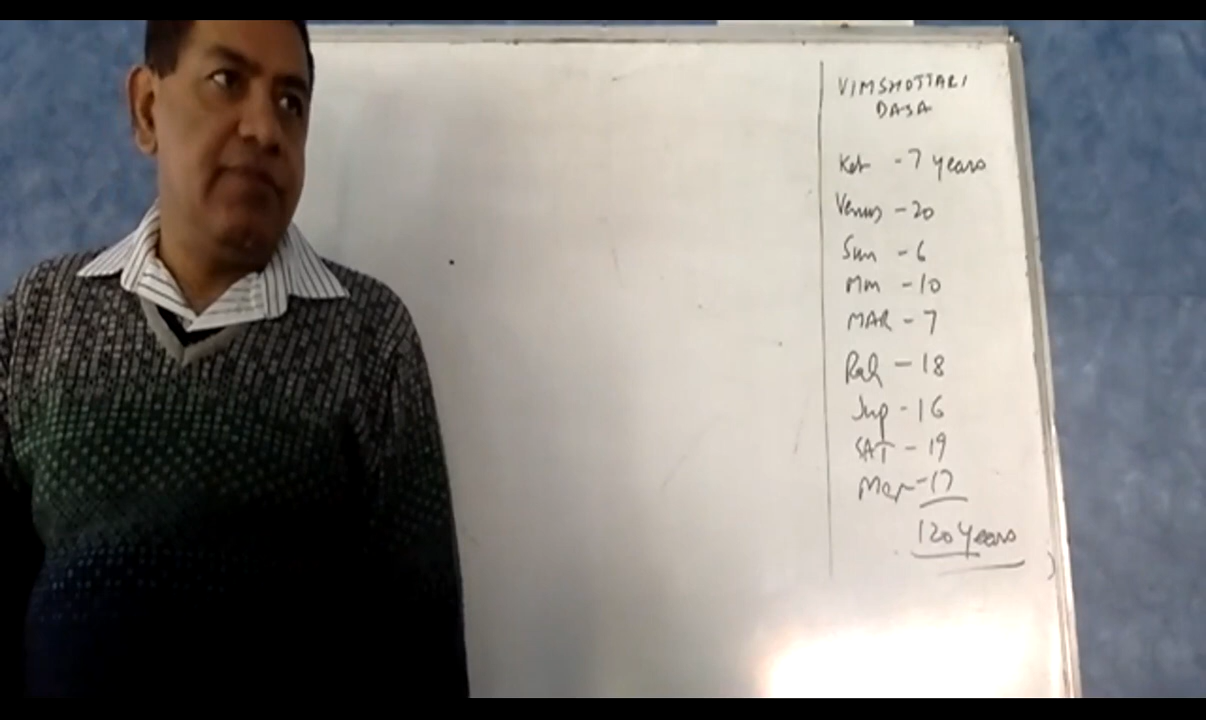 VIMSHOTTARI
DASA
Ket - 7 years
Venus - 20
Sun - 6
Mm - 10
MAR - 7
Rah - 18
Jup - 16
SAT - 19
Mer - 17
120 years